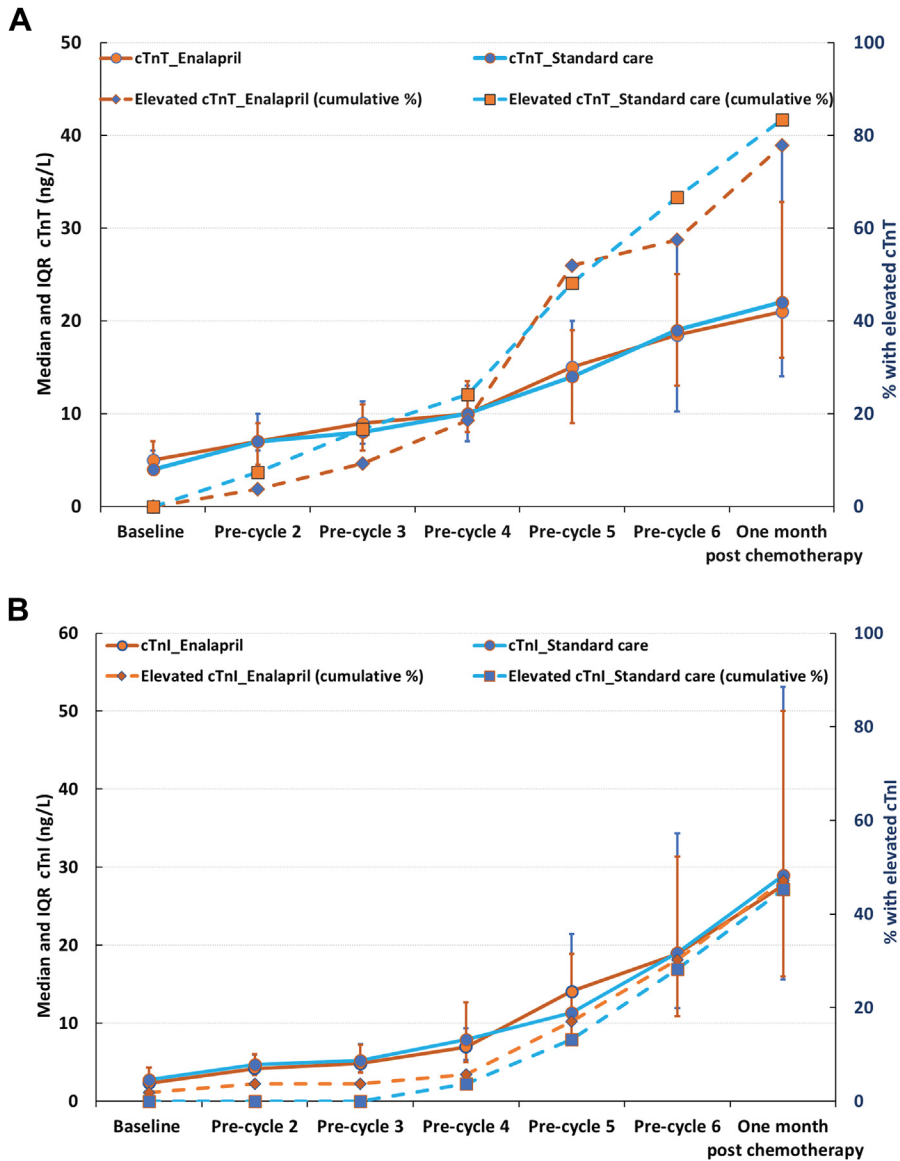 A
50
40
30
20
10
0
Median and IQR cTnT (ng/L)
cTnT_Enalapril
cTnT_Standard care
Elevated cTnT_Enalapril (cumulative %)
Elevated cTnT_Standard care (cumulative %)
100
80
60
40
20
0
% with elevated cTnT
Baseline Pre-cycle 2 Pre-cycle 3 Pre-cycle 4 Pre-cycle 5 Pre-cycle 6 One month
post chemotherapy
B
60
50
40
30
20
10
0
Median and IQR cTnI (ng/L)
cTnI_Enalapril
cTnI_Standard care
Elevated cTnI_Enalapril (cumulative %)
Elevated cTnI_Standard care (cumulative %)
100
80
60
40
20
0
% with elevated cTnI
Baseline Pre-cycle 2 Pre-cycle 3 Pre-cycle 4 Pre-cycle 5 Pre-cycle 6 One month
post chemotherapy